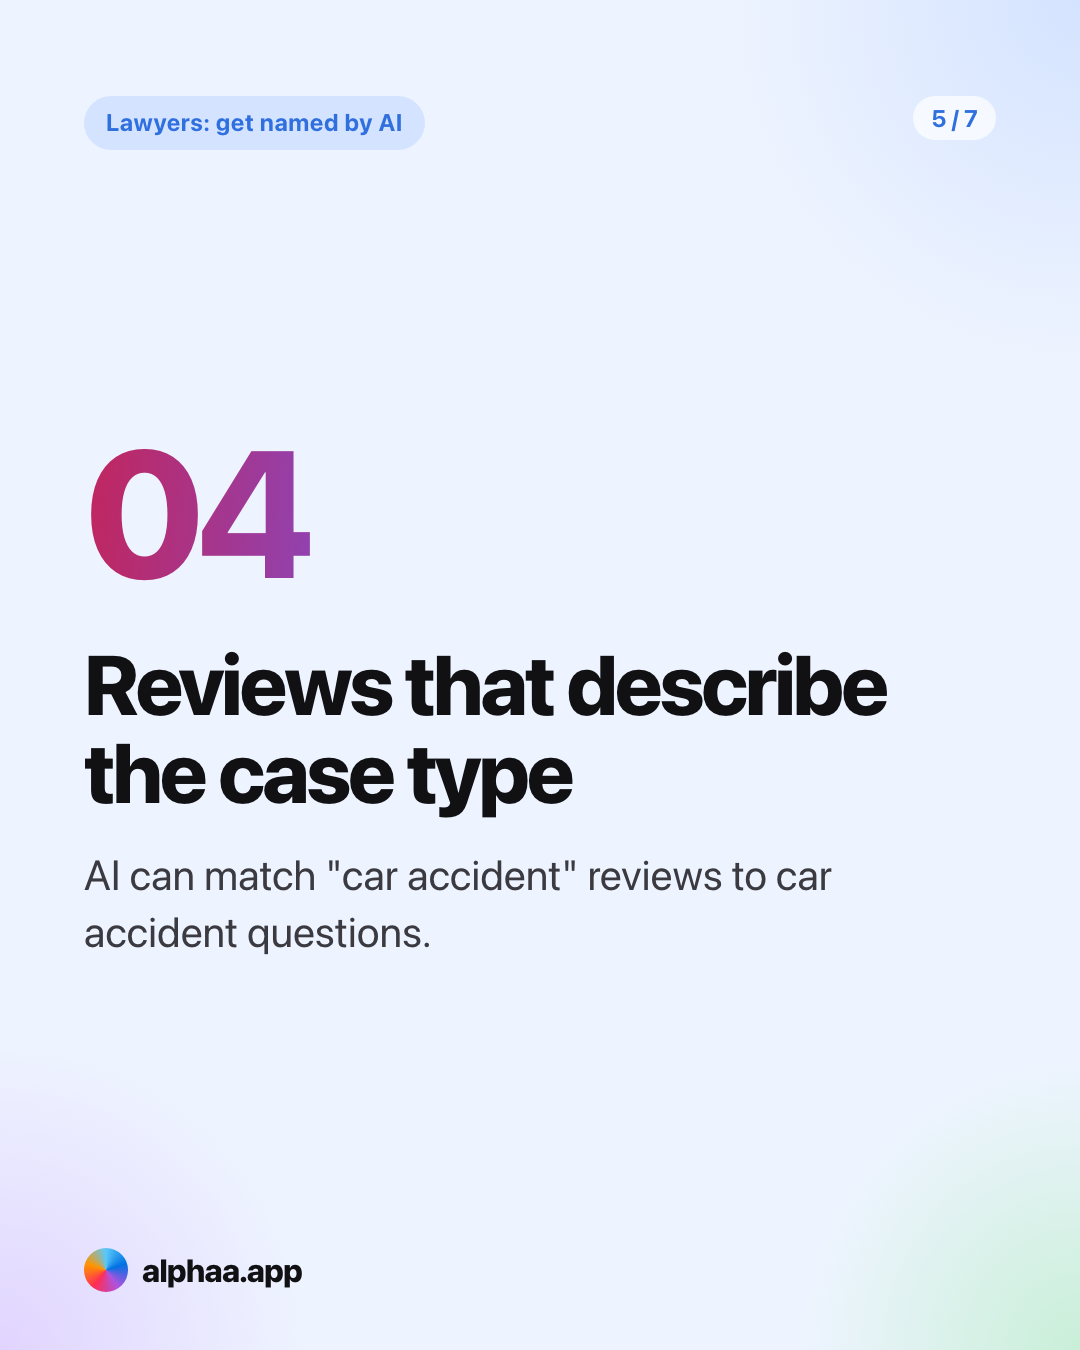 Lawyers: get named by AI
5 / 7
04
Reviews that describe
the case type
AI can match "car accident" reviews to car
accident questions.
alphaa.app